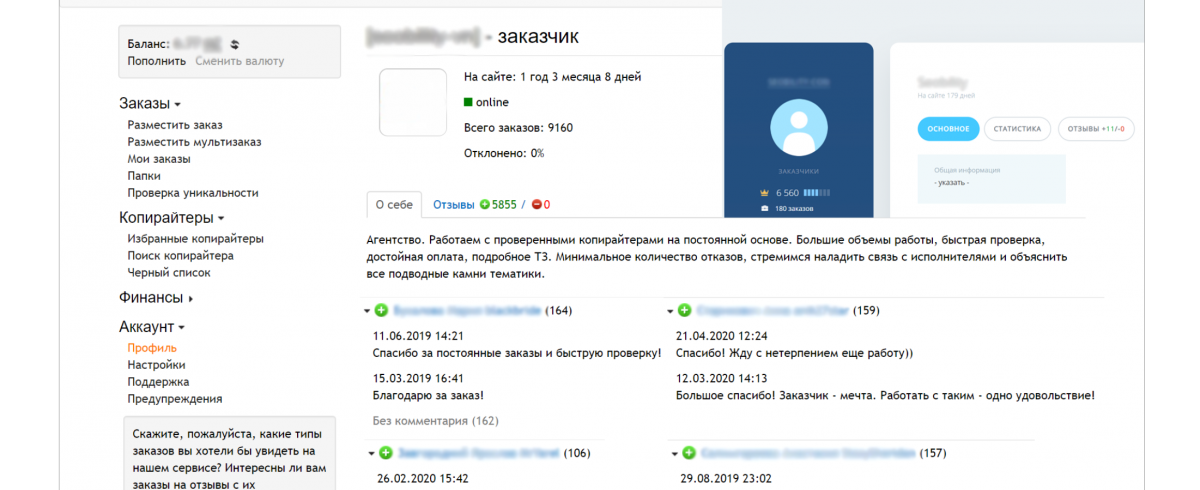 Баланс:
Пополнить Сменить валюту
Заказы
Разместить заказ
Разместить мультизаказ
Мои заказы
Папки
Проверка уникальности
Копирайтеры
Избранные копирайтеры
Поиск копирайтера
Черный список
Финансы
Аккаунт
Профиль
Настройки
Поддержка
Предупреждения
Скажите, пожалуйста, какие типы
заказов вы хотели бы увидеть на
нашем сервисе? Интересны ли вам
заказы на отзывы с их
- заказчик
На сайте: 1 год 3 месяца 8 дней
online
Всего заказов: 9160
Отклонено: 0%
О себе Отзывы 5855 / 0
ЗАКАЗЧИКИ
6 560
180 заказов
На сайте 179 дней
ОСНОВНОЕ СТАТИСТИКА ОТЗЫВЫ +11/-0
Общая информация
- указать -
Агентство. Работаем с проверенными копирайтерами на постоянной основе. Большие объемы работы, быстрая проверка,
достойная оплата, подробное ТЗ. Минимальное количество отказов, стремимся наладить связь с исполнителями и объяснить
все подводные камни тематики.
(164)
11.06.2019 14:21
Спасибо за постоянные заказы и быструю проверку!
15.03.2019 16:41
Благодарю за заказ!
Без комментария (162)
(159)
21.04.2020 12:24
Спасибо! Жду с нетерпением еще работу))
12.03.2020 14:13
Большое спасибо! Заказчик - мечта. Работать с таким - одно удовольствие!
(106)
26.02.2020 15:42
(157)
29.08.2019 23:02